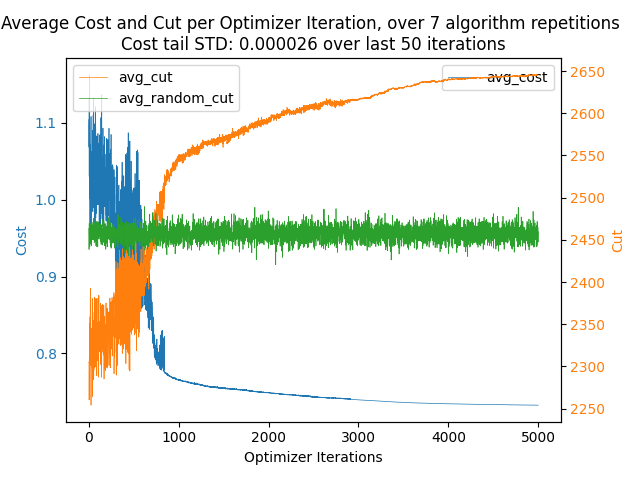 Average Cost and Cut per Optimizer Iteration, over 7 algorithm repetitions
Cost tail STD: 0.000026 over last 50 iterations
avg_cut
avg_random_cut
avg_cost
1.1
1.0
0.9
0.8
Cost
2650
2600
2550
2500
2450
2400
2350
2300
2250
Cut
0 1000 2000 3000 4000 5000
Optimizer Iterations